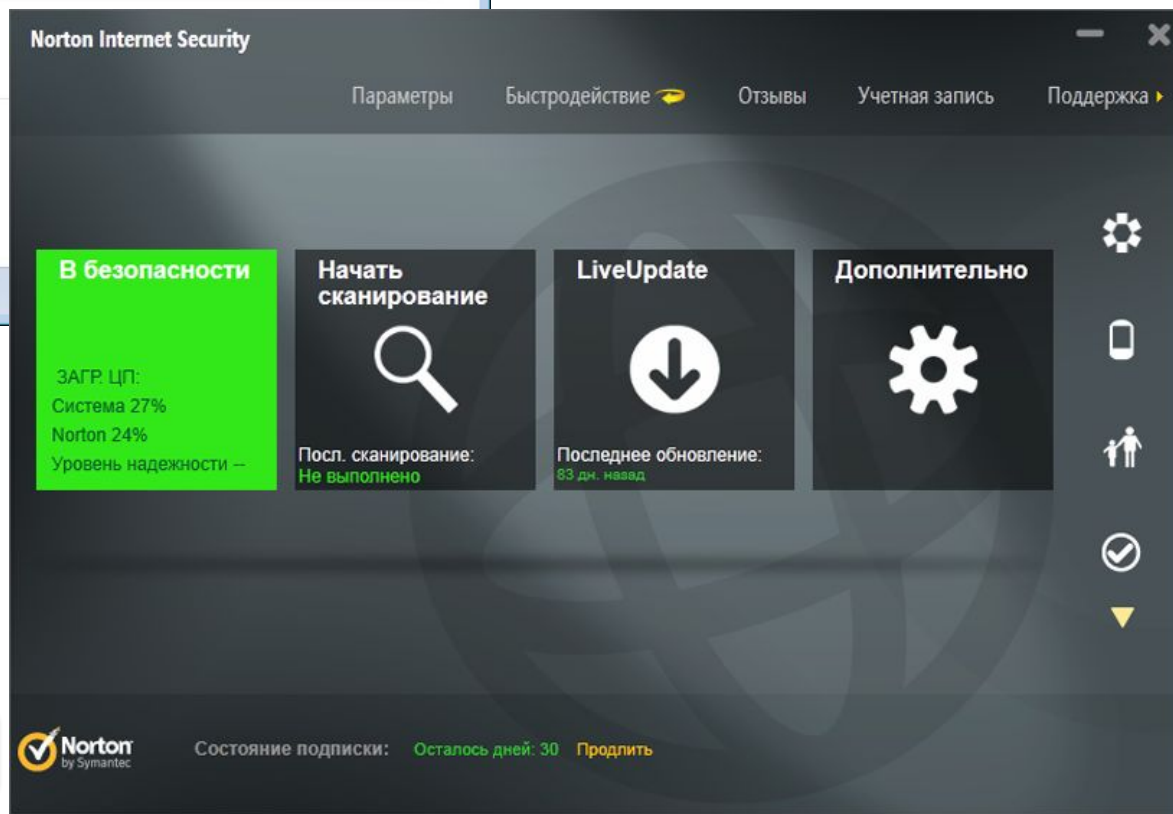 Norton Internet Security
Параметры Быстродействие Отзывы Учетная запись Поддержка
В безопасности
ЗАГР. ЦП:
Система 27%
Norton 24%
Уровень надежности --
Начать
сканирование
Посл. сканирование:
Не выполнено
LiveUpdate
Последнее обновление:
83 дн. назад
Дополнительно
Norton
by Symantec
Состояние подписки: Осталось дней: 30 Продлить